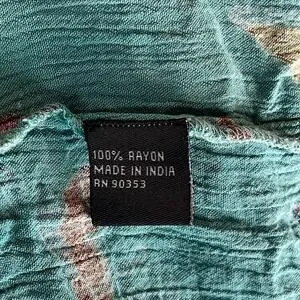 100% RAYON
MADE IN INDIA
RN 90353